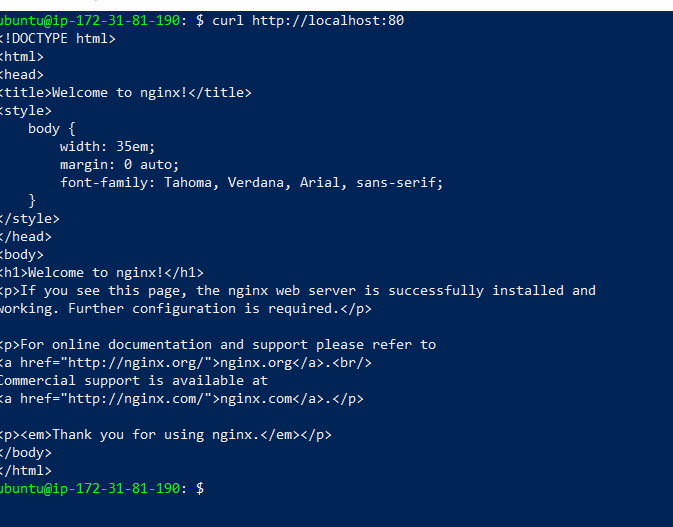 ubuntu@ip-172-31-81-190: $ curl http://localhost:80
<!DOCTYPE html>
<html>
<head>
<title>Welcome to nginx!</title>
<style>
    body {
        width: 35em;
        margin: 0 auto;
        font-family: Tahoma, Verdana, Arial, sans-serif;
    }
</style>
</head>
<body>
<h1>Welcome to nginx!</h1>
<p>If you see this page, the nginx web server is successfully installed and
working. Further configuration is required.</p>

<p>For online documentation and support please refer to
<a href="http://nginx.org/">nginx.org</a>.<br/>
Commercial support is available at
<a href="http://nginx.com/">nginx.com</a>.</p>

<p><em>Thank you for using nginx.</em></p>
</body>
</html>
ubuntu@ip-172-31-81-190: $